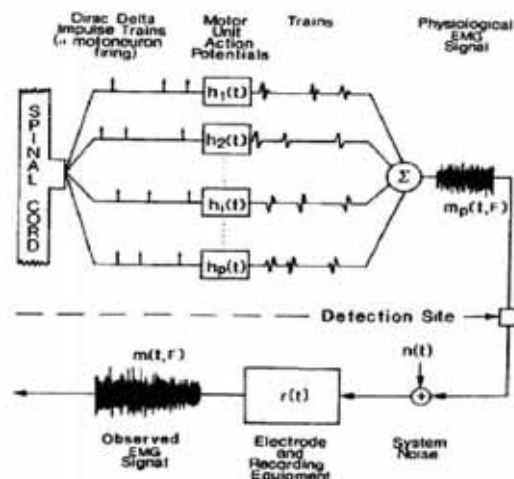 Dirac Delta
Impulse Trains
(α motoneuron
firing)
Motor
Unit
Action
Potentials
Trains
Physiological
EMG
Signal
SPINAL CORD
h₁(t)
h₂(t)
hᵢ(t)
hₚ(t)
Σ
mₚ(t,F)
Detection Site
n(t)
m(t,F)
r(t)
+
Observed
EMG
Signal
Electrode
and
Recording
Equipment
System
Noise